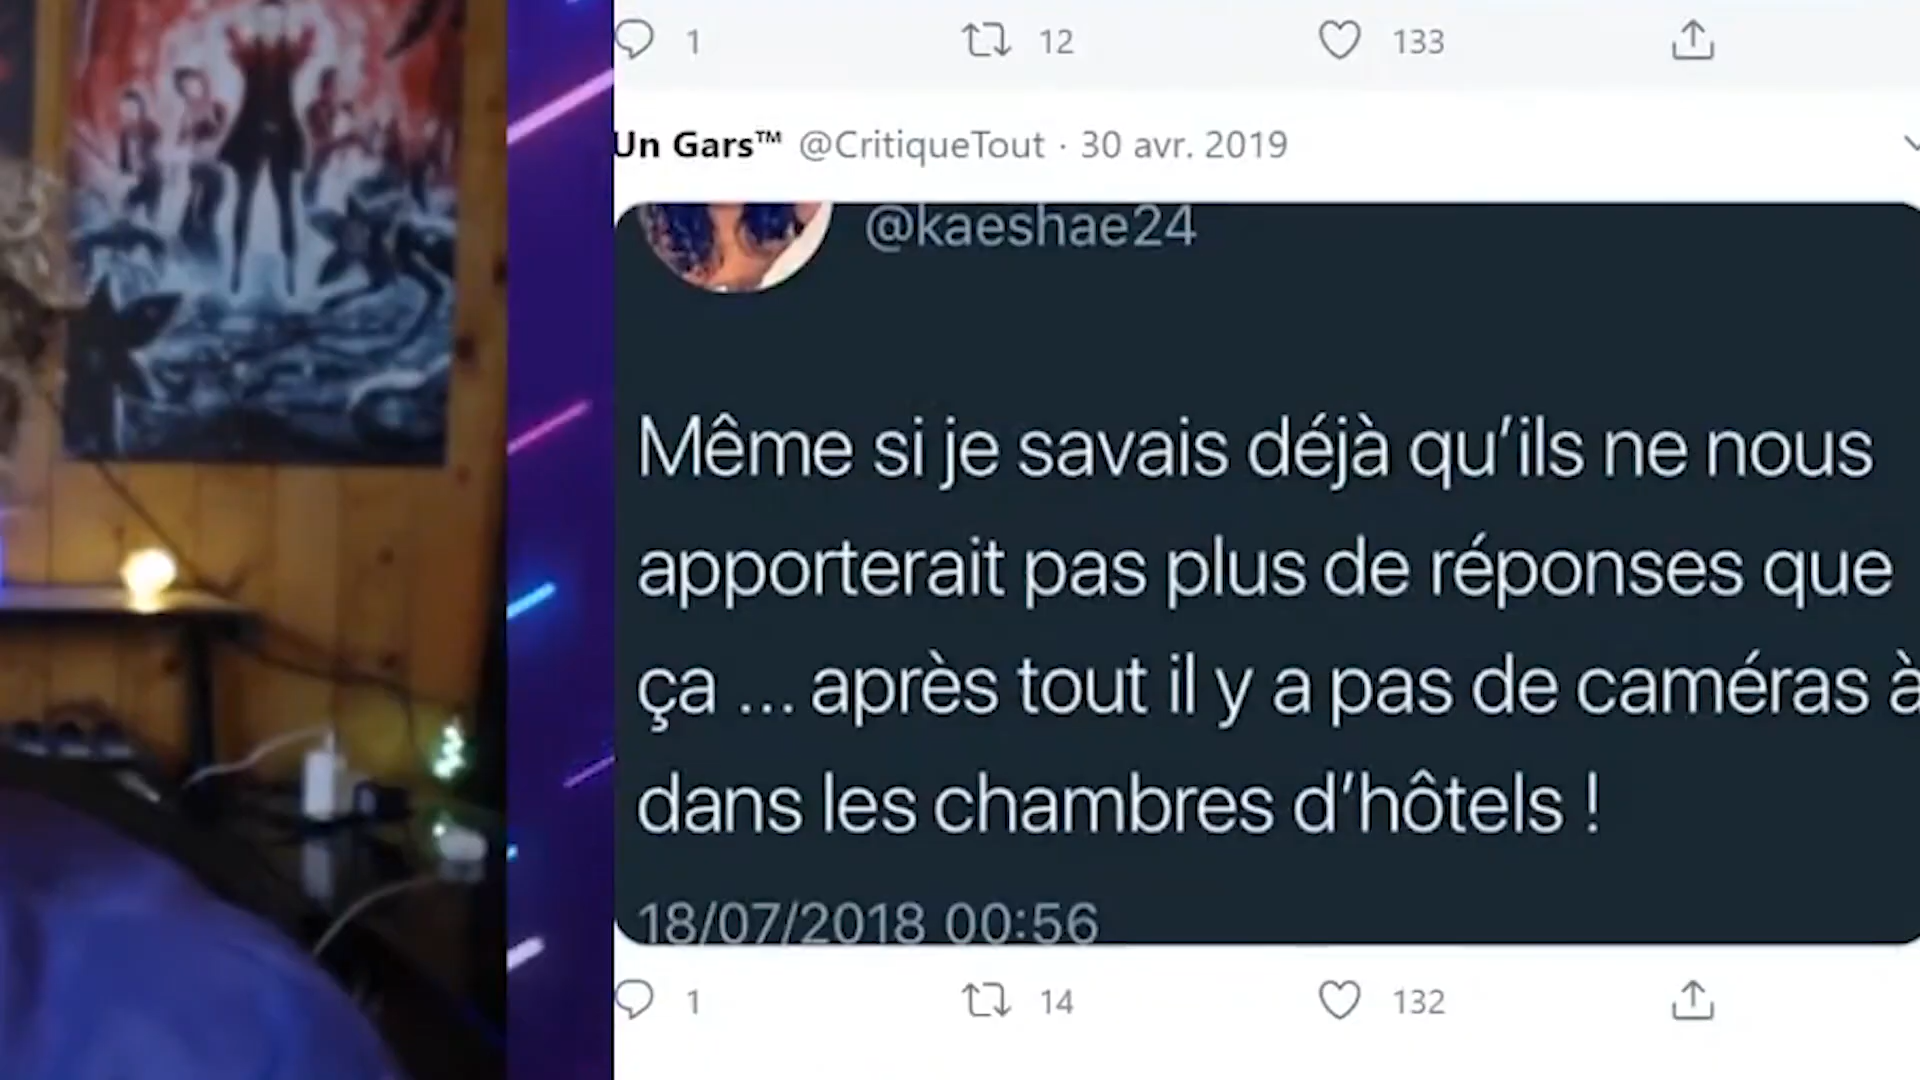 1 12 133
Un Gars™ @CritiqueTout · 30 avr. 2019
@kaeshae24
Même si je savais déjà qu’ils ne nous
apporterait pas plus de réponses que
ça ... après tout il y a pas de caméras à
dans les chambres d’hôtels !
18/07/2018 00:56
1 14 132